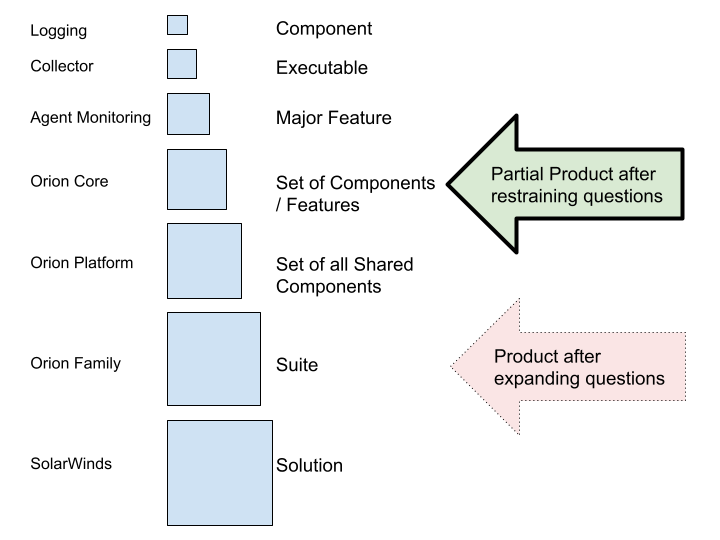 Logging
Component
Collector
Executable
Agent Monitoring
Major Feature
Orion Core
Set of Components
/ Features
Partial Product after
restraining questions
Orion Platform
Set of all Shared
Components
Orion Family
Suite
Product after
expanding questions
SolarWinds
Solution